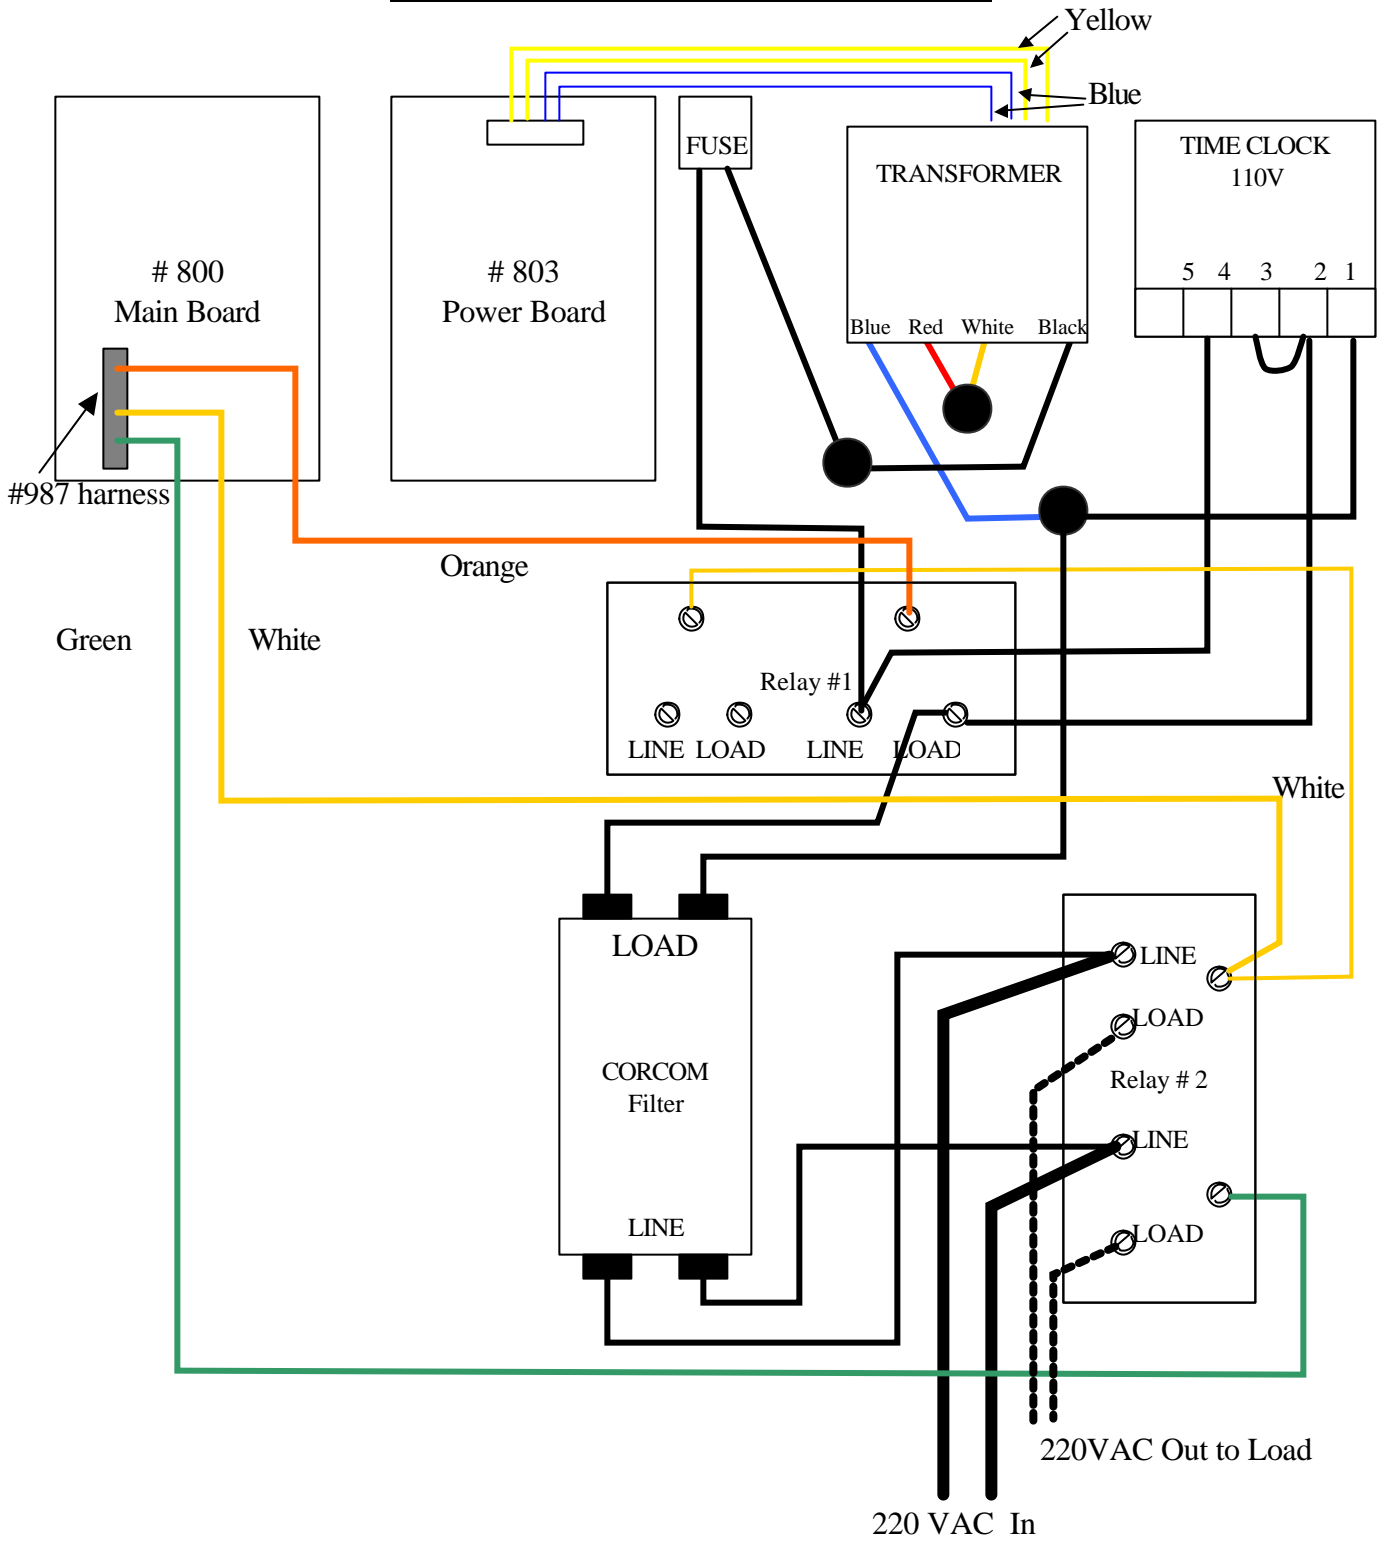 Yellow
Blue
FUSE
TRANSFORMER
TIME CLOCK
110V
# 800
Main Board
# 803
Power Board
5 4 3 2 1
Blue Red White Black
#987 harness
Orange
Green
White
Relay #1
LINE LOAD LINE LOAD
White
LOAD
LINE
LOAD
CORCOM
Filter
Relay # 2
LINE
LINE
LOAD
220VAC Out to Load
220 VAC In